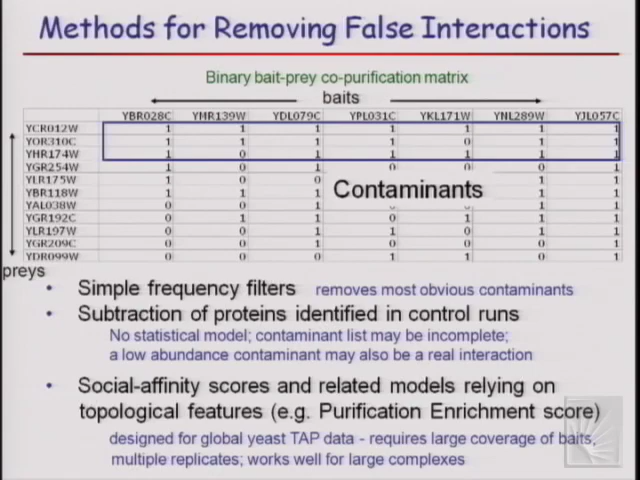 Methods for Removing False Interactions
Binary bait-prey co-purification matrix
baits
YBR028C YMR139W YDL079C YPL031C YKL171W YNL289W YJL057C
YCR012W 1 1 1 1 1 1 1
YOR310C 1 1 1 1 0 1 1
YHR174W 1 0 1 1 1 1 1
YGR254W 1 0 1 0 0 1 1
YLR175W 1 0 1 1
YBR118W 1 1 1 1 1
Contaminants
YAL038W 0 0 1 1 1
YGR192C 0 1 1 0 1 1 1
YLR197W 0 0 1 1 0 1 1
YGR209C 0 0 1 0 0 0 1
YDR099W 0 0 0 1 1 0 1
preys
• Simple frequency filters removes most obvious contaminants
• Subtraction of proteins identified in control runs
No statistical model; contaminant list may be incomplete;
a low abundance contaminant may also be a real interaction
• Social-affinity scores and related models relying on
topological features (e.g. Purification Enrichment score)
designed for global yeast TAP data - requires large coverage of baits,
multiple replicates; works well for large complexes